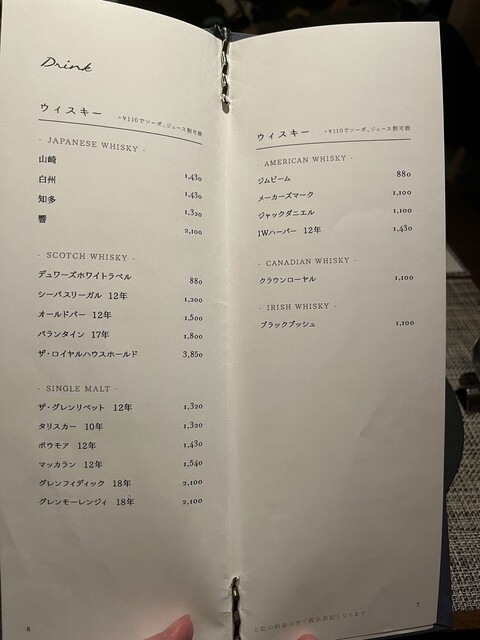 Drink
ウィスキー +¥110でソーダ、ジュース割可能
- JAPANESE WHISKY -
山崎 1,430
白州 1,430
知多 1,320
響 2,100
- SCOTCH WHISKY -
デュワーズホワイトラベル 880
シーバスリーガル 12年 1,200
オールドパー 12年 1,500
バランタイン 17年 1,800
ザ・ロイヤルハウスホールド 3,850
- SINGLE MALT -
ザ・グレンリベット 12年 1,320
タリスカー 10年 1,320
ボウモア 12年 1,430
マッカラン 12年 1,540
グレンフィディック 18年 2,100
グレンモーレンジィ 18年 2,100
6
ウィスキー +¥110でソーダ、ジュース割可能
- AMERICAN WHISKY -
ジムビーム 880
メーカーズマーク 1,100
ジャックダニエル 1,100
IWハーパー 12年 1,430
- CANADIAN WHISKY -
クラウンローヤル 1,100
- IRISH WHISKY -
ブラックブッシュ 1,100
7